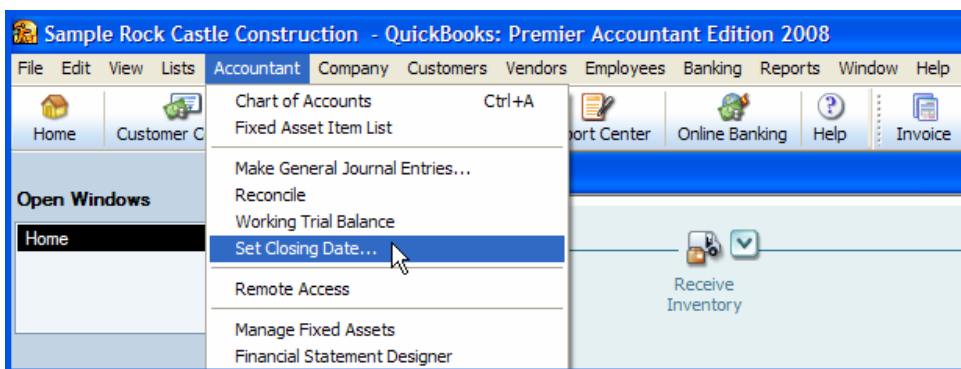 Sample Rock Castle Construction - QuickBooks: Premier Accountant Edition 2008
File Edit View Lists Accountant Company Customers Vendors Employees Banking Reports Window Help
Home Customer C ort Center Online Banking Help Invoice
Chart of Accounts Ctrl+A
Fixed Asset Item List
Make General Journal Entries...
Reconcile
Working Trial Balance
Set Closing Date...
Remote Access
Manage Fixed Assets
Financial Statement Designer
Open Windows
Home
Receive
Inventory